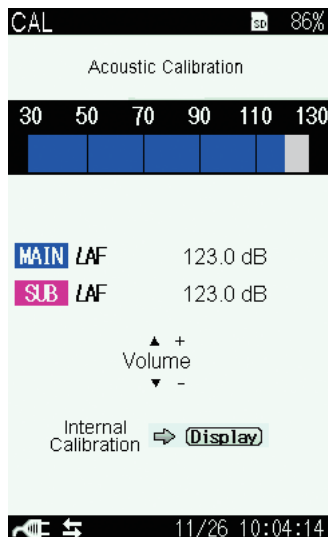 CAL SD 86%
Acoustic Calibration
30 50 70 90 110 130
MAIN LAF 123.0 dB
SUB LAF 123.0 dB
▲ +
Volume
▼ -
Internal
Calibration ⇨ (Display)
11/26 10:04:14